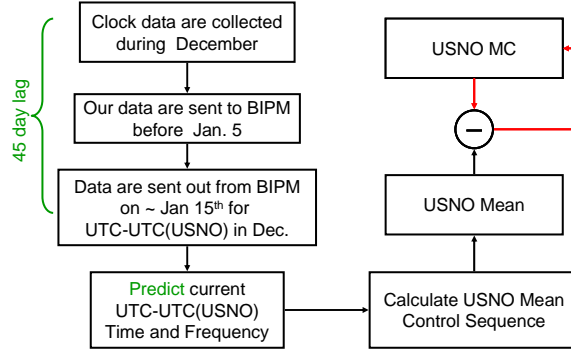 45 day lag
Clock data are collected
during December
Our data are sent to BIPM
before Jan. 5
Data are sent out from BIPM
on ~ Jan 15th for
UTC-UTC(USNO) in Dec.
Predict current
UTC-UTC(USNO)
Time and Frequency
Calculate USNO Mean
Control Sequence
USNO Mean
−
USNO MC